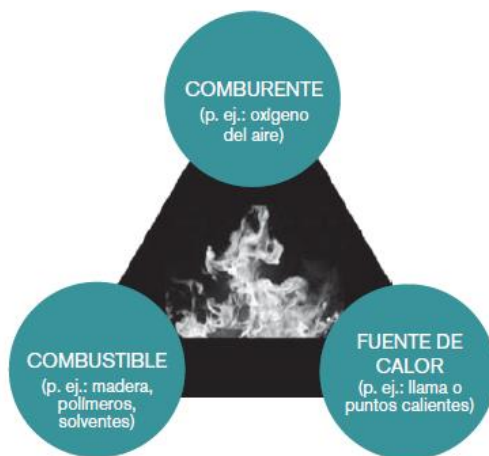 COMBURENTE
(p. ej.: oxígeno
del aire)
COMBUSTIBLE
(p. ej.: madera,
polímeros,
solventes)
FUENTE DE
CALOR
(p. ej.: llama o
puntos calientes)